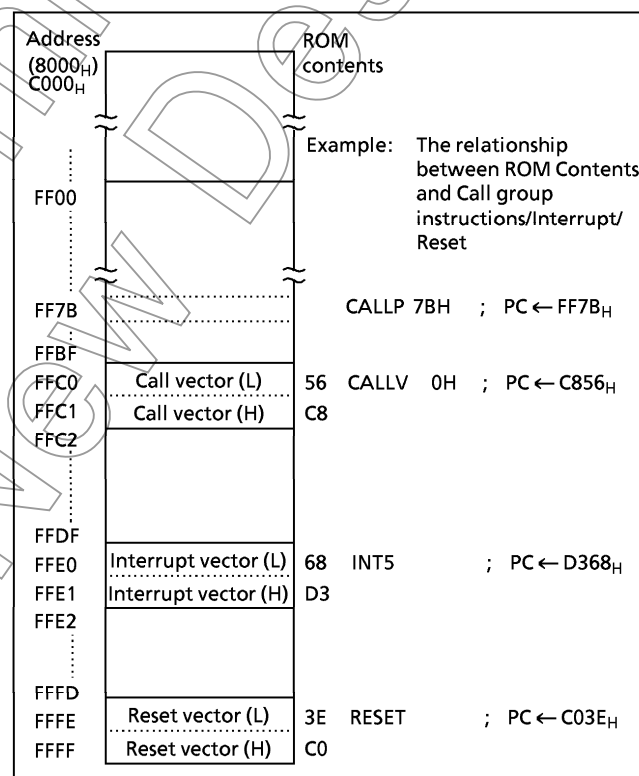 Address
ROM
(8000H)
contents
C000H
Example: The relationship
between ROM Contents
and Call group
instructions/Interrupt/
Reset
FF00
FF7B CALLP 7BH ; PC ← FF7BH
FFBF
FFC0 Call vector (L) 56 CALLV 0H ; PC ← C856H
FFC1 Call vector (H) C8
FFC2
FFDF
FFE0 Interrupt vector (L) 68 INT5 ; PC ← D368H
FFE1 Interrupt vector (H) D3
FFE2
FFFD
FFFE Reset vector (L) 3E RESET ; PC ← C03EH
FFFF Reset vector (H) C0